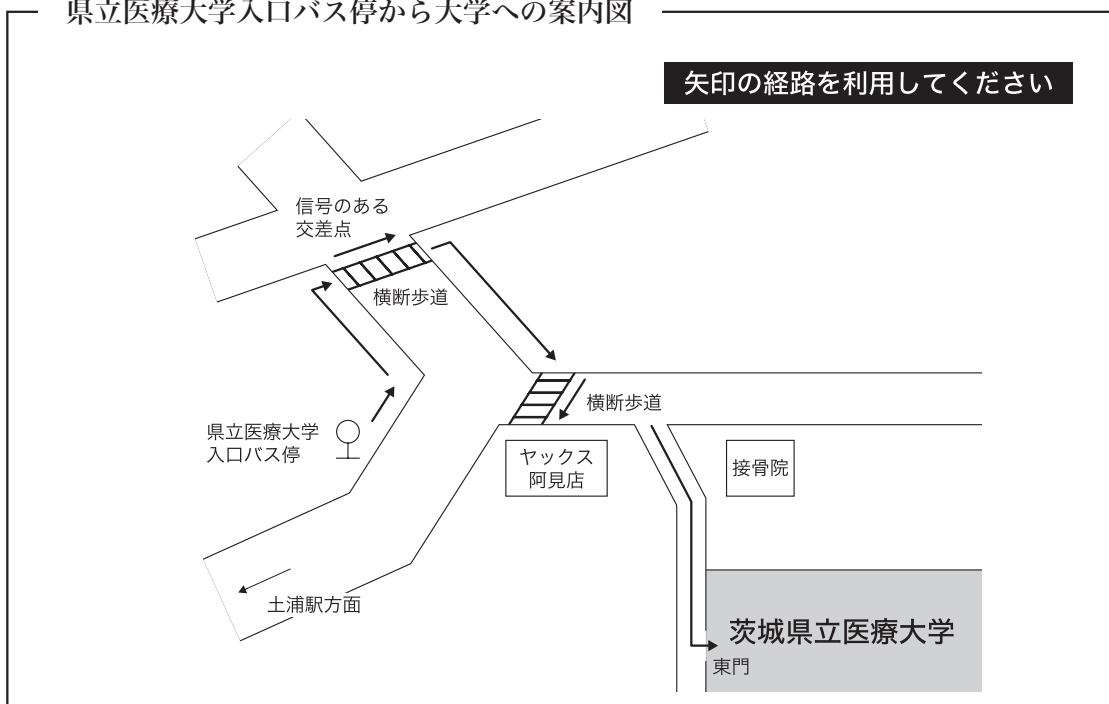 県立医療大学入口バス停から大学への案内図
矢印の経路を利用してください
信号のある
交差点
横断歩道
横断歩道
県立医療大学
入口バス停
ヤックス
阿見店
接骨院
土浦駅方面
茨城県立医療大学
東門